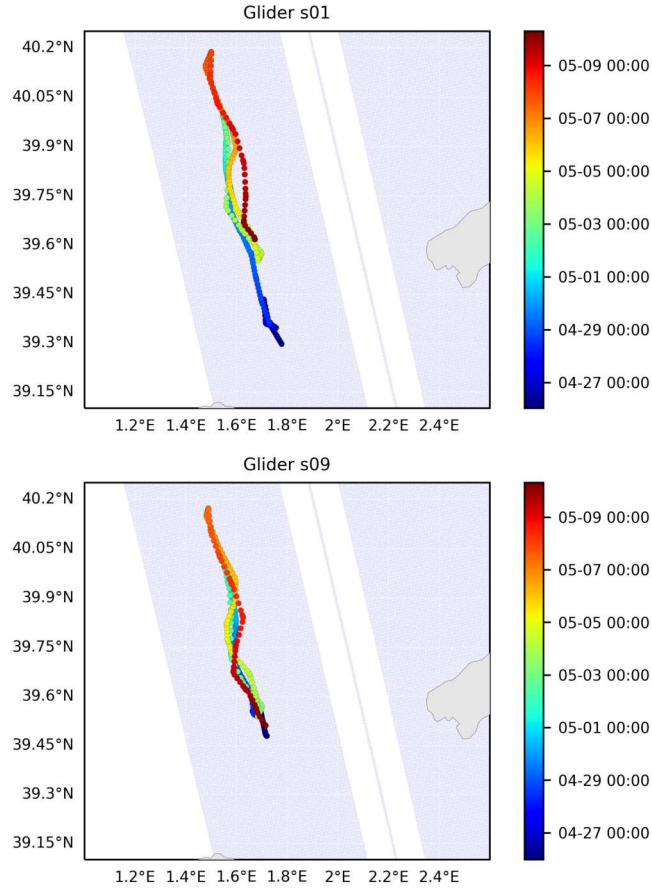 Glider s01
40.2°N
40.05°N
39.9°N
39.75°N
39.6°N
39.45°N
39.3°N
39.15°N
1.2°E 1.4°E 1.6°E 1.8°E 2°E 2.2°E 2.4°E
05-09 00:00
05-07 00:00
05-05 00:00
05-03 00:00
05-01 00:00
04-29 00:00
04-27 00:00
Glider s09
40.2°N
40.05°N
39.9°N
39.75°N
39.6°N
39.45°N
39.3°N
39.15°N
1.2°E 1.4°E 1.6°E 1.8°E 2°E 2.2°E 2.4°E
05-09 00:00
05-07 00:00
05-05 00:00
05-03 00:00
05-01 00:00
04-29 00:00
04-27 00:00